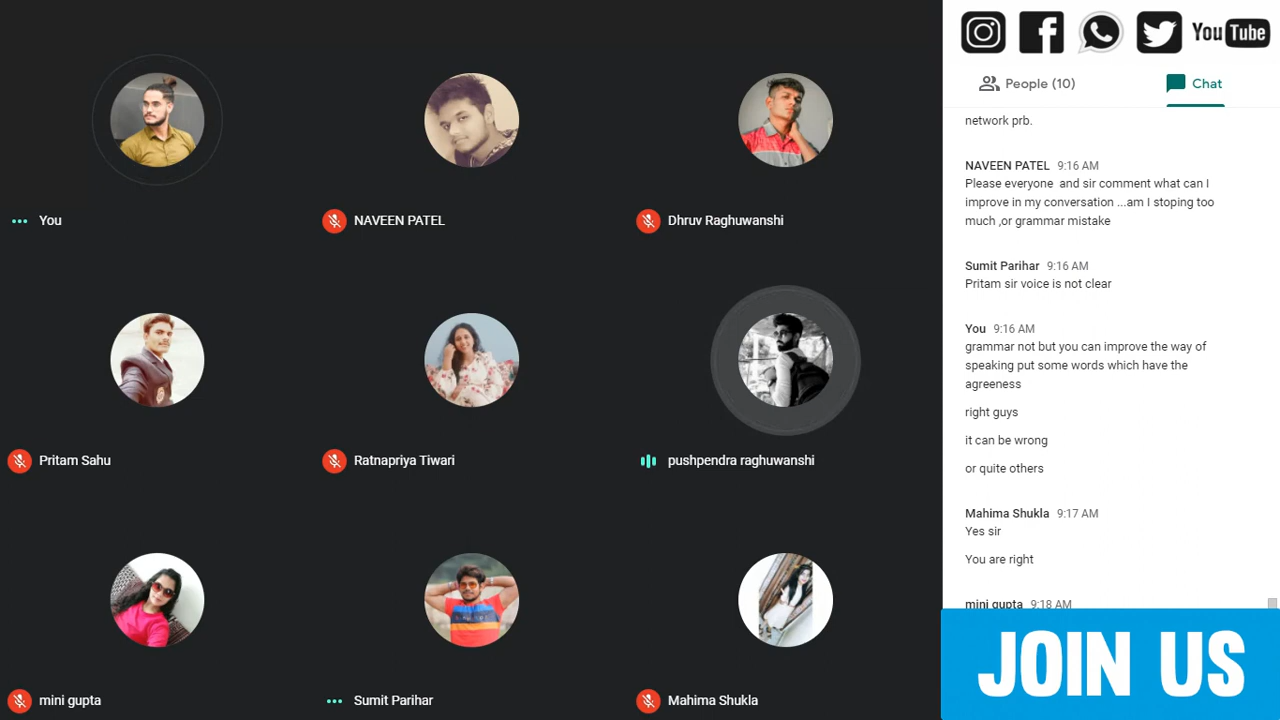 You Tube
People (10)
Chat
network prb.
NAVEEN PATEL 9:16 AM
Please everyone and sir comment what can I
improve in my conversation ...am I stoping too
much ,or grammar mistake
Sumit Parihar 9:16 AM
Pritam sir voice is not clear
You 9:16 AM
grammar not but you can improve the way of
speaking put some words which have the
agreeness
right guys
it can be wrong
or quite others
Mahima Shukla 9:17 AM
Yes sir
You are right
mini gupta 9:18 AM
JOIN US
You
NAVEEN PATEL
Dhruv Raghuwanshi
Pritam Sahu
Ratnapriya Tiwari
pushpendra raghuwanshi
mini gupta
Sumit Parihar
Mahima Shukla